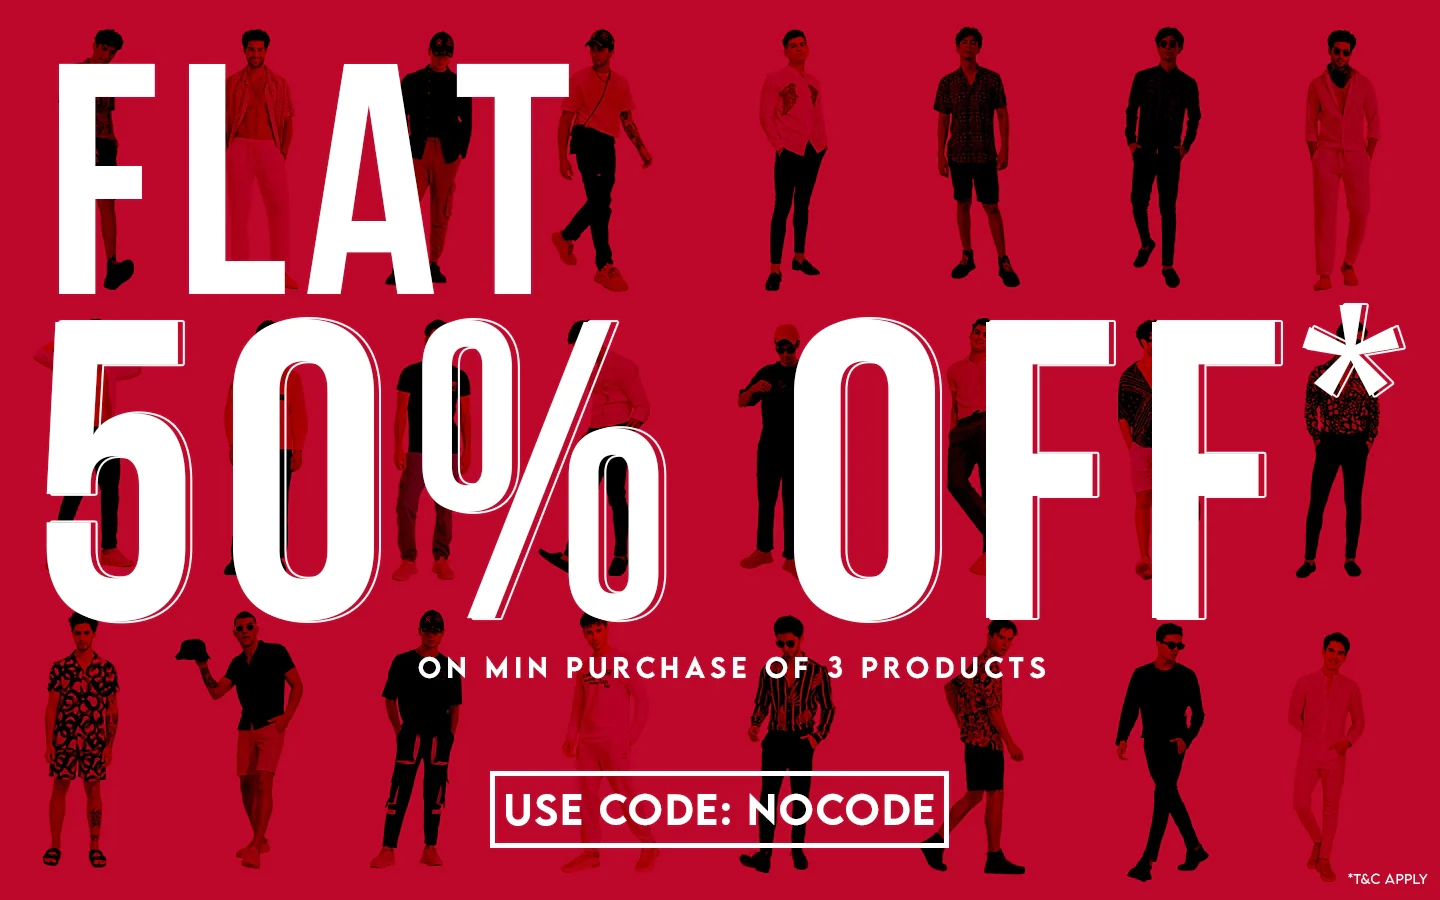 FLAT
50% OFF*
ON MIN PURCHASE OF 3 PRODUCTS
USE CODE: NOCODE
*T&C APPLY